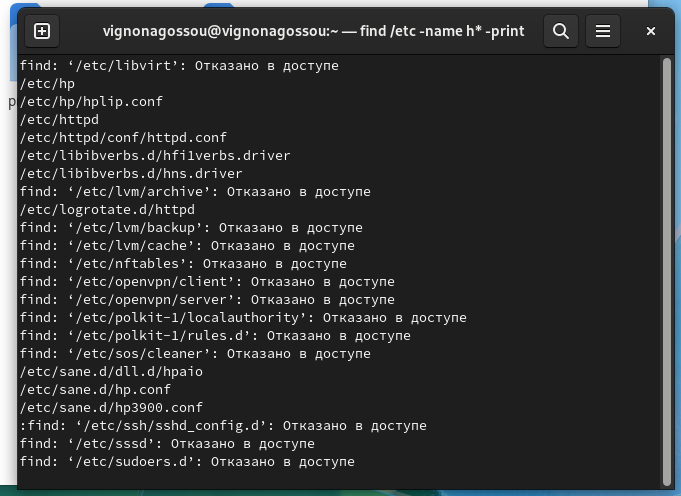 vignonagossou@vignonagossou:~ — find /etc -name h* -print
find: ‘/etc/libvirt’: Отказано в доступе
/etc/hp
/etc/hp/hplip.conf
/etc/httpd
/etc/httpd/conf/httpd.conf
/etc/libibverbs.d/hfi1verbs.driver
/etc/libibverbs.d/hns.driver
find: ‘/etc/lvm/archive’: Отказано в доступе
/etc/logrotate.d/httpd
find: ‘/etc/lvm/backup’: Отказано в доступе
find: ‘/etc/lvm/cache’: Отказано в доступе
find: ‘/etc/nftables’: Отказано в доступе
find: ‘/etc/openvpn/client’: Отказано в доступе
find: ‘/etc/openvpn/server’: Отказано в доступе
find: ‘/etc/polkit-1/localauthority’: Отказано в доступе
find: ‘/etc/polkit-1/rules.d’: Отказано в доступе
find: ‘/etc/sos/cleaner’: Отказано в доступе
/etc/sane.d/dll.d/hpaio
/etc/sane.d/hp.conf
/etc/sane.d/hp3900.conf
:find: ‘/etc/ssh/sshd_config.d’: Отказано в доступе
find: ‘/etc/sssd’: Отказано в доступе
find: ‘/etc/sudoers.d’: Отказано в доступе